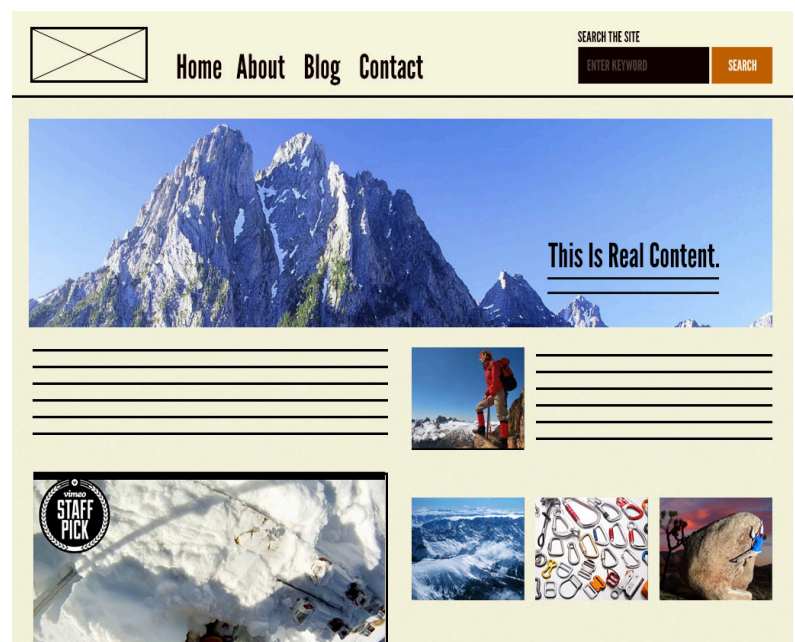 SEARCH THE SITE
Home About Blog Contact
ENTER KEYWORD
SEARCH
This Is Real Content.
vimeo
STAFF
PICK